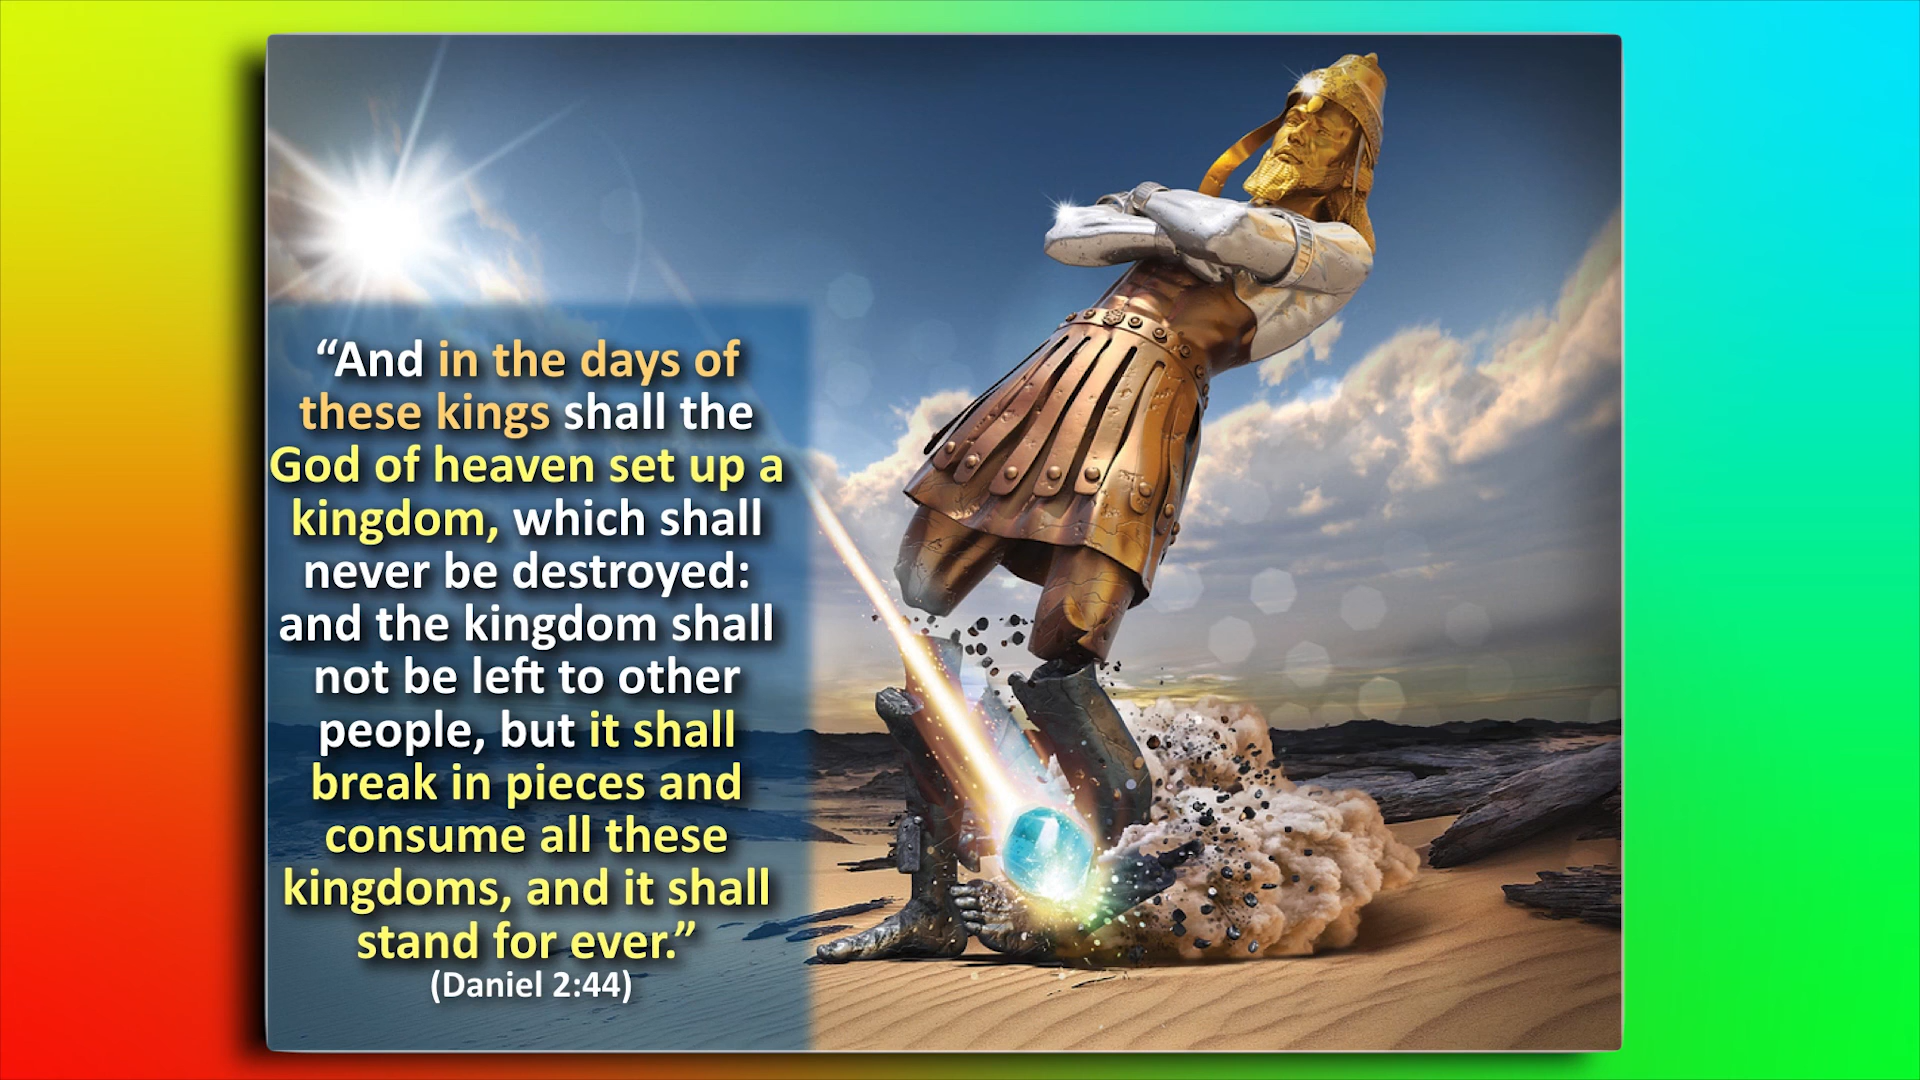 “And in the days of
these kings shall the
God of heaven set up a
kingdom, which shall
never be destroyed:
and the kingdom shall
not be left to other
people, but it shall
break in pieces and
consume all these
kingdoms, and it shall
stand for ever.”
(Daniel 2:44)